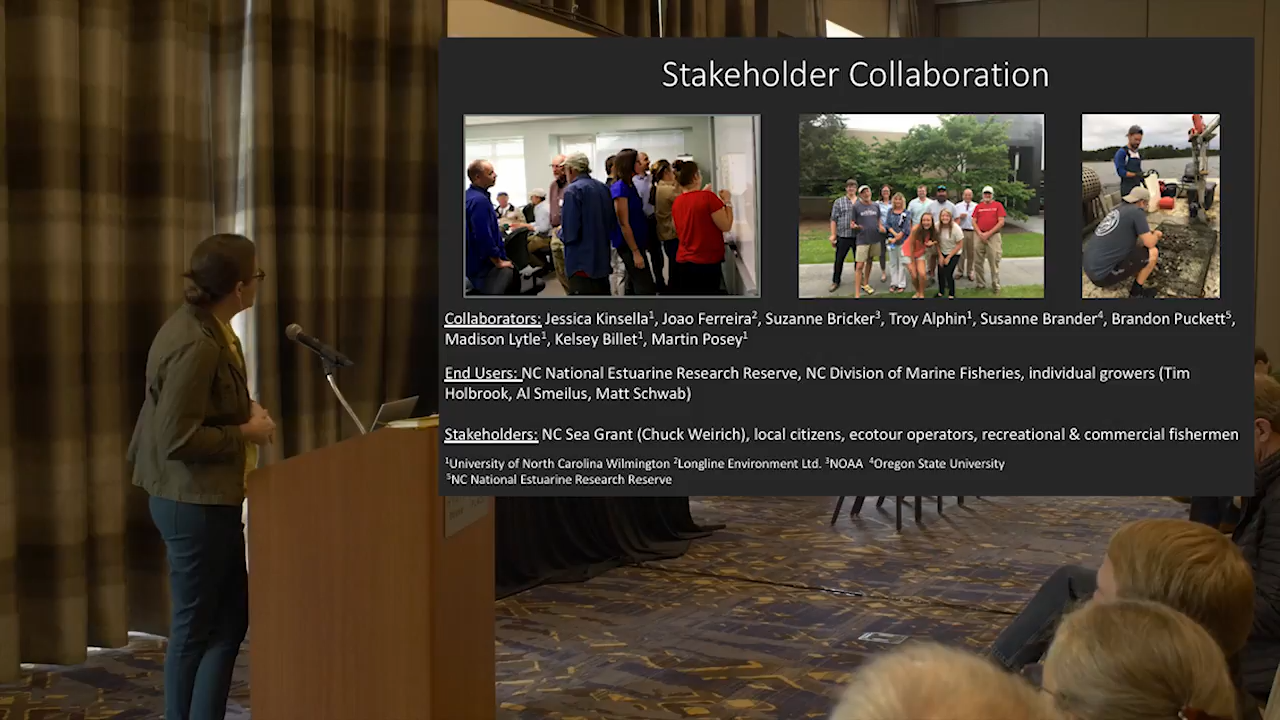 Stakeholder Collaboration
Collaborators: Jessica Kinsella¹, Joao Ferreira², Suzanne Bricker³, Troy Alphin¹, Susanne Brander⁴, Brandon Puckett⁵,
Madison Lytle¹, Kelsey Billet¹, Martin Posey¹
End Users: NC National Estuarine Research Reserve, NC Division of Marine Fisheries, individual growers (Tim
Holbrook, Al Smeilus, Matt Schwab)
Stakeholders: NC Sea Grant (Chuck Weirich), local citizens, ecotour operators, recreational & commercial fishermen
¹University of North Carolina Wilmington ²Longline Environment Ltd. ³NOAA ⁴Oregon State University
⁵NC National Estuarine Research Reserve